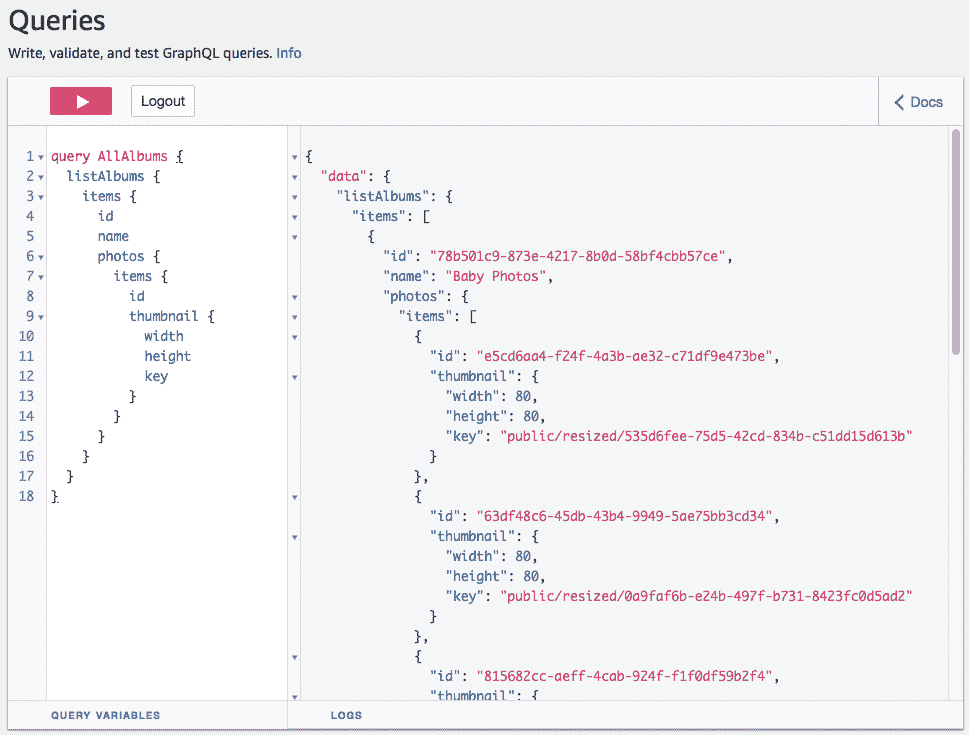 Queries
Write, validate, and test GraphQL queries. Info
Logout
Docs
1 query AllAlbums {
2 listAlbums {
3 items {
4 id
5 name
6 photos {
7 items {
8 id
9 thumbnail {
10 width
11 height
12 key
13 }
14 }
15 }
16 }
17 }
18 }
{
"data": {
"listAlbums": {
"items": [
{
"id": "78b501c9-873e-4217-8b0d-58bf4cbb57ce",
"name": "Baby Photos",
"photos": {
"items": [
{
"id": "e5cd6aa4-f24f-4a3b-ae32-c71df9e473be",
"thumbnail": {
"width": 80,
"height": 80,
"key": "public/resized/535d6fee-75d5-42cd-834b-c51dd15d613b"
}
},
{
"id": "63df48c6-45db-43b4-9949-5ae75bb3cd34",
"thumbnail": {
"width": 80,
"height": 80,
"key": "public/resized/0a9faf6b-e24b-497f-b731-8423fc0d5ad2"
}
},
{
"id": "815682cc-aeff-4cab-924f-f1f0df59b2f4",
"thumbnail": {
QUERY VARIABLES
LOGS